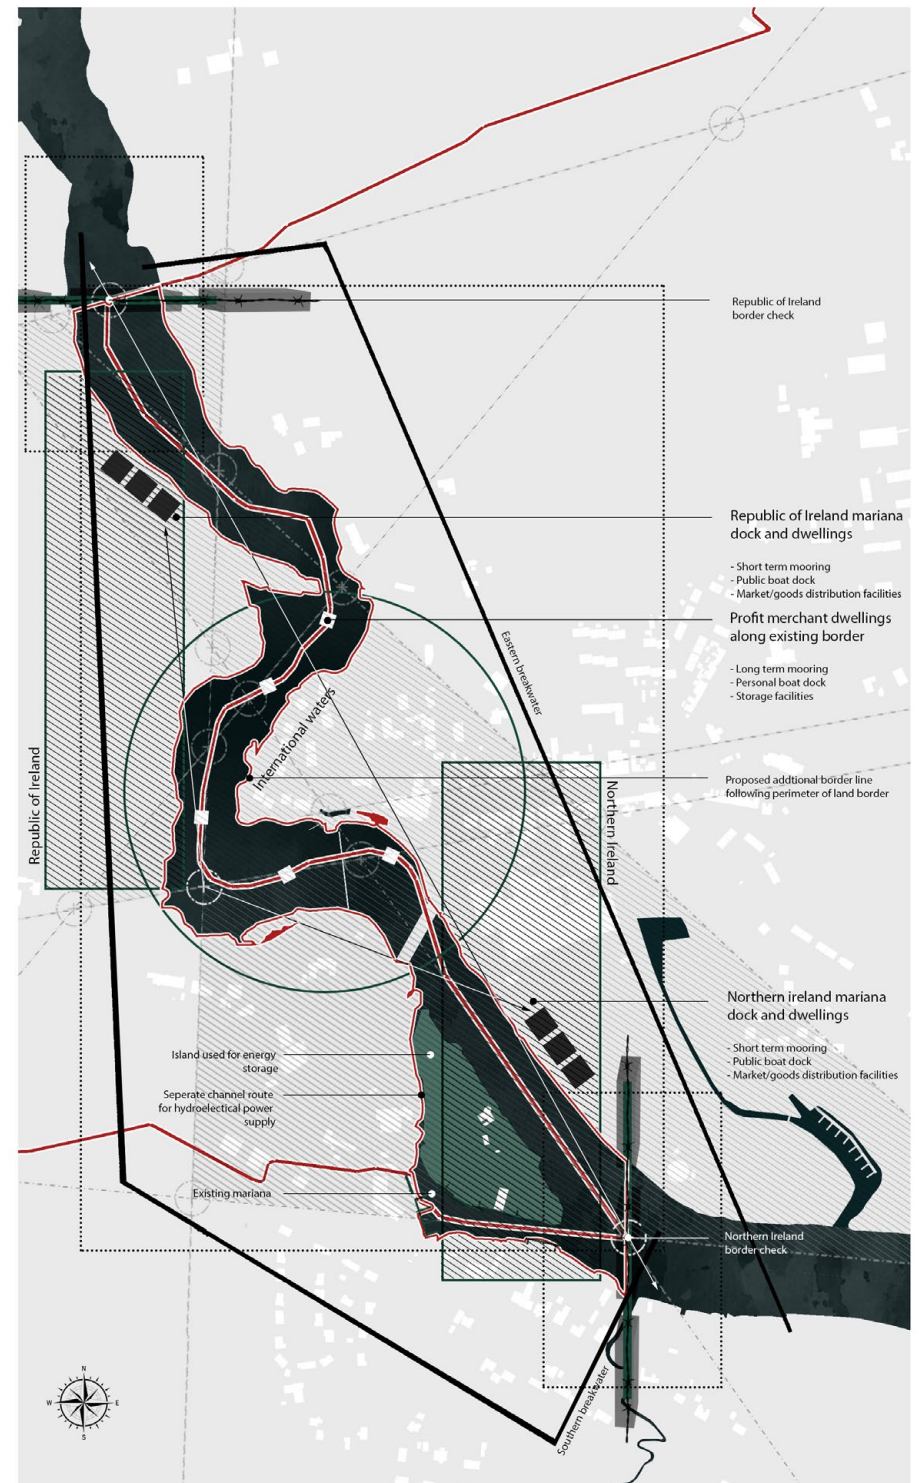 Republic of Ireland
border check
Republic of Ireland mariana
dock and dwellings
- Short term mooring
- Public boat dock
- Market/goods distribution facilities
Profit merchant dwellings
along existing border
- Long term mooring
- Personal boat dock
- Storage facilities
Eastern breakwater
International waters
Proposed addtional border line
following perimeter of land border
Republic of Ireland
Northern Ireland
Northern ireland mariana
dock and dwellings
- Short term mooring
- Public boat dock
- Market/goods distribution facilities
Island used for energy
storage
Seperate channel route
for hydroelectical power
supply
Existing mariana
Northern Ireland
border check
Southern breakwater
N
W
E
S